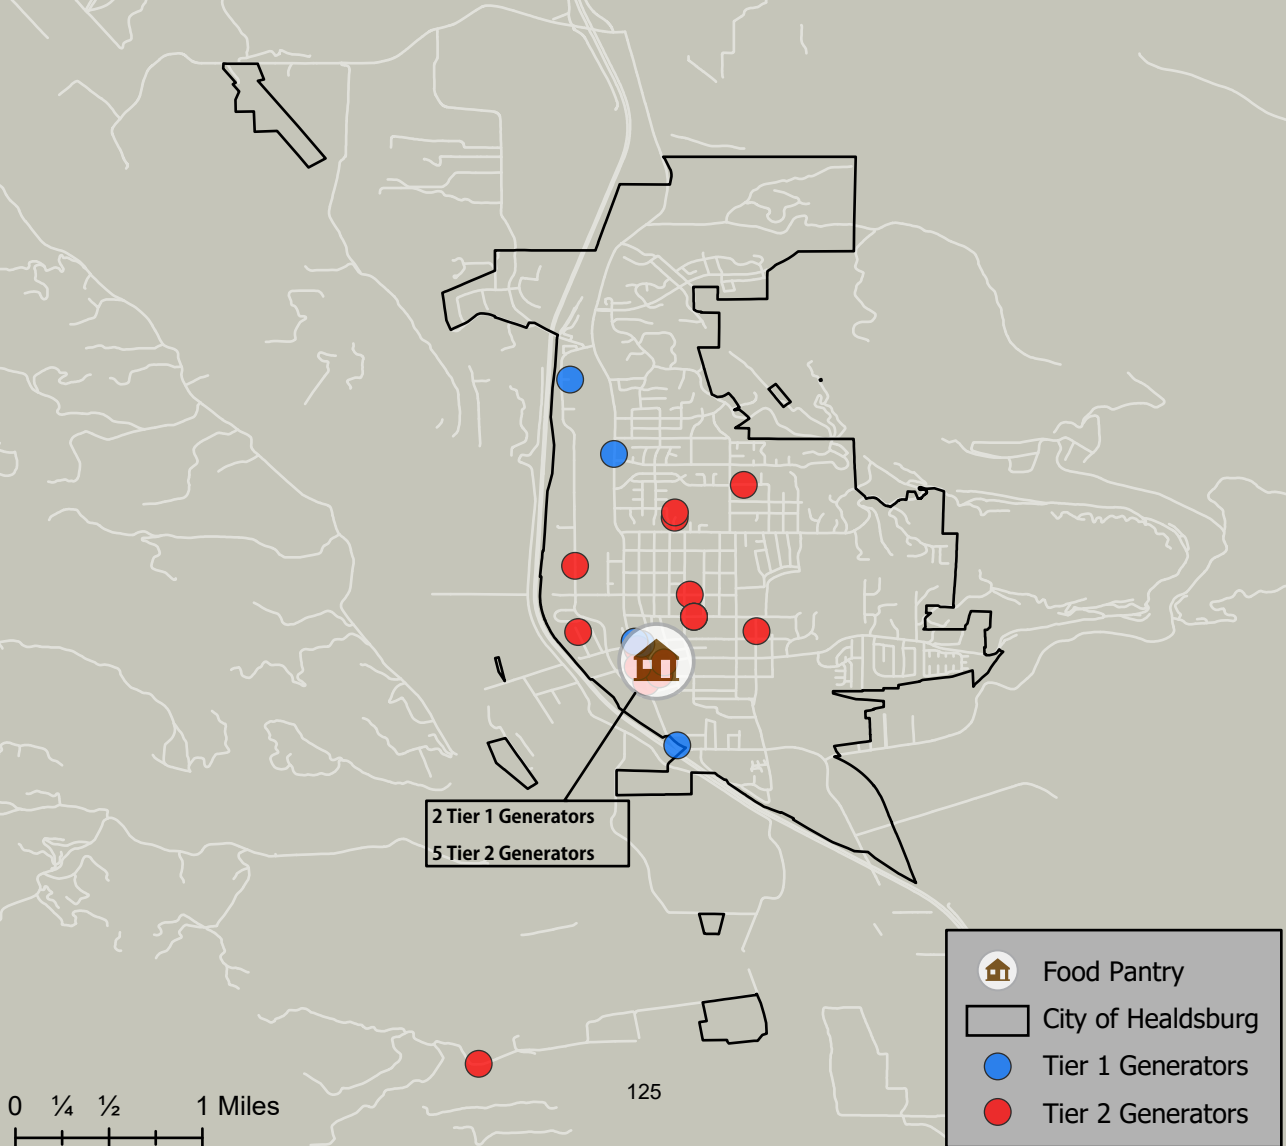 2 Tier 1 Generators
5 Tier 2 Generators
Food Pantry
City of Healdsburg
Tier 1 Generators
Tier 2 Generators
125
0 ¼ ½ 1 Miles